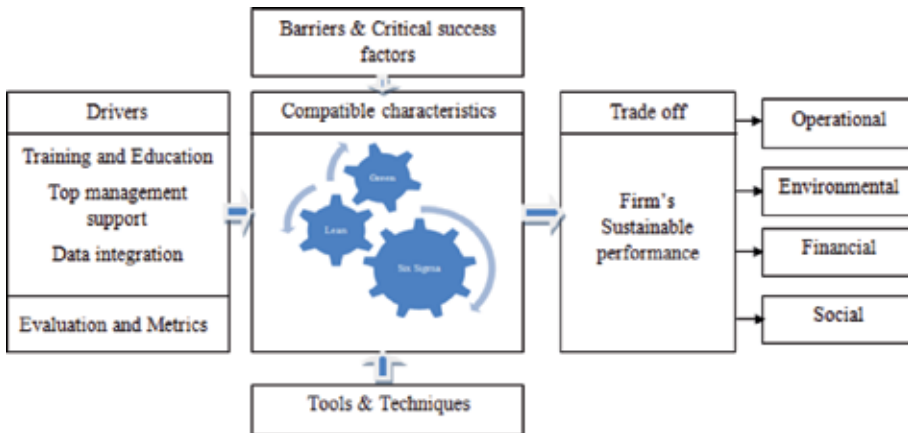 Barriers & Critical success
factors
Drivers
Training and Education
Top management
support
Data integration
Evaluation and Metrics
Compatible characteristics
Green
Lean
Six Sigma
Tools & Techniques
Trade off
Firm's
Sustainable
performance
Operational
Environmental
Financial
Social